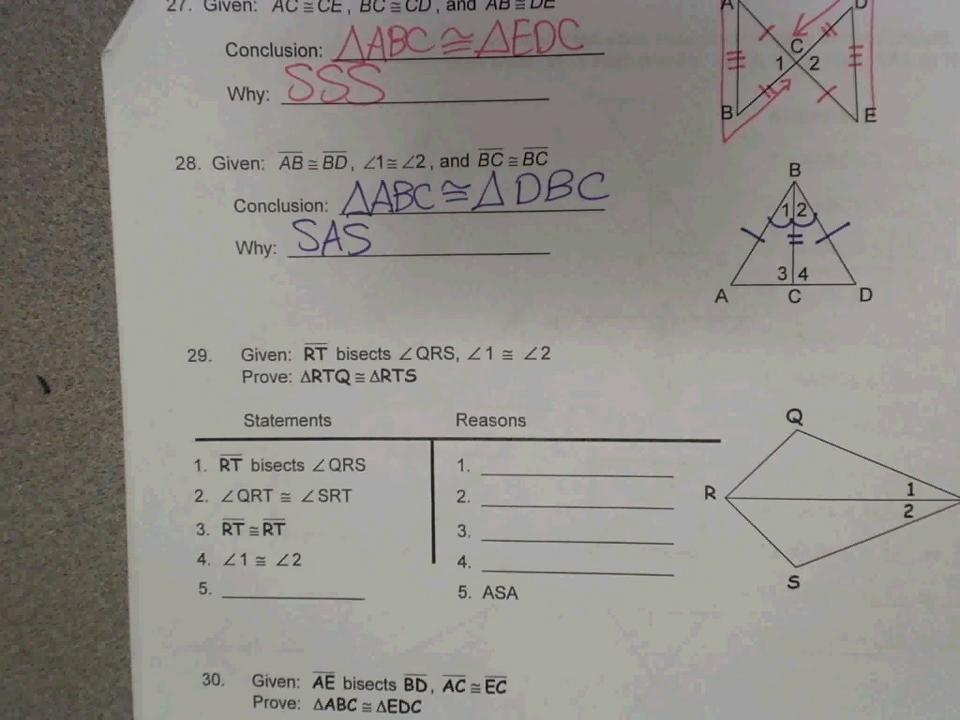 27. Given: AC ≅ CE, BC ≅ CD, and AB ≅ DE
Conclusion: △ABC ≅ △EDC
Why: SSS
A
D
C
1 2
B
E
28. Given: AB ≅ BD, ∠1 ≅ ∠2, and BC ≅ BC
Conclusion: △ABC ≅ △DBC
Why: SAS
B
1 2
3 4
A C D
29. Given: RT bisects ∠QRS, ∠1 ≅ ∠2
Prove: △RTQ ≅ △RTS
Statements Reasons
1. RT bisects ∠QRS 1.
2. ∠QRT ≅ ∠SRT 2.
3. RT ≅ RT 3.
4. ∠1 ≅ ∠2 4.
5. 5. ASA
Q
R 1
2
S
30. Given: AE bisects BD, AC ≅ EC
Prove: △ABC ≅ △EDC